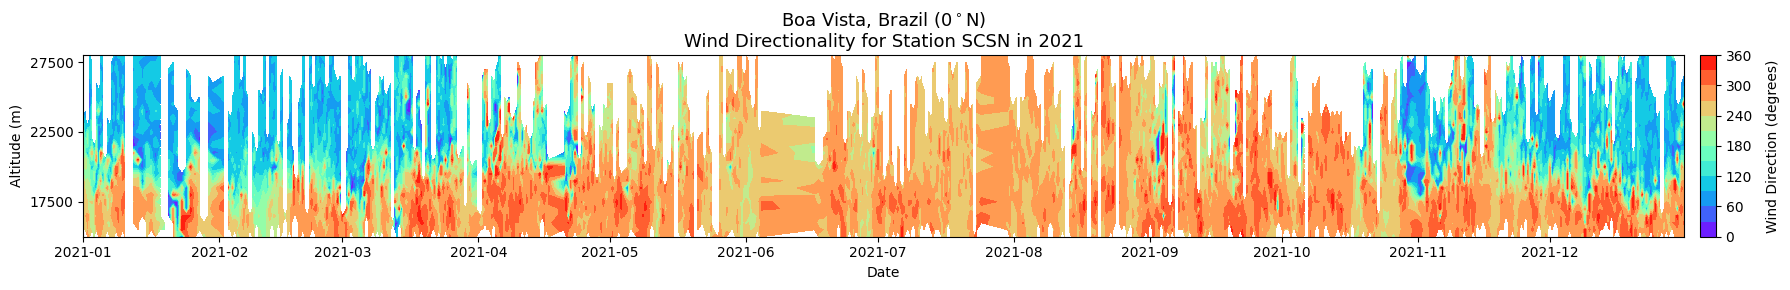 Boa Vista, Brazil (0°N)
Wind Directionality for Station SCSN in 2021
27500
22500
17500
Altitude (m)
2021-01 2021-02 2021-03 2021-04 2021-05 2021-06 2021-07 2021-08 2021-09 2021-10 2021-11 2021-12
Date
360
300
240
180
120
60
0
Wind Direction (degrees)